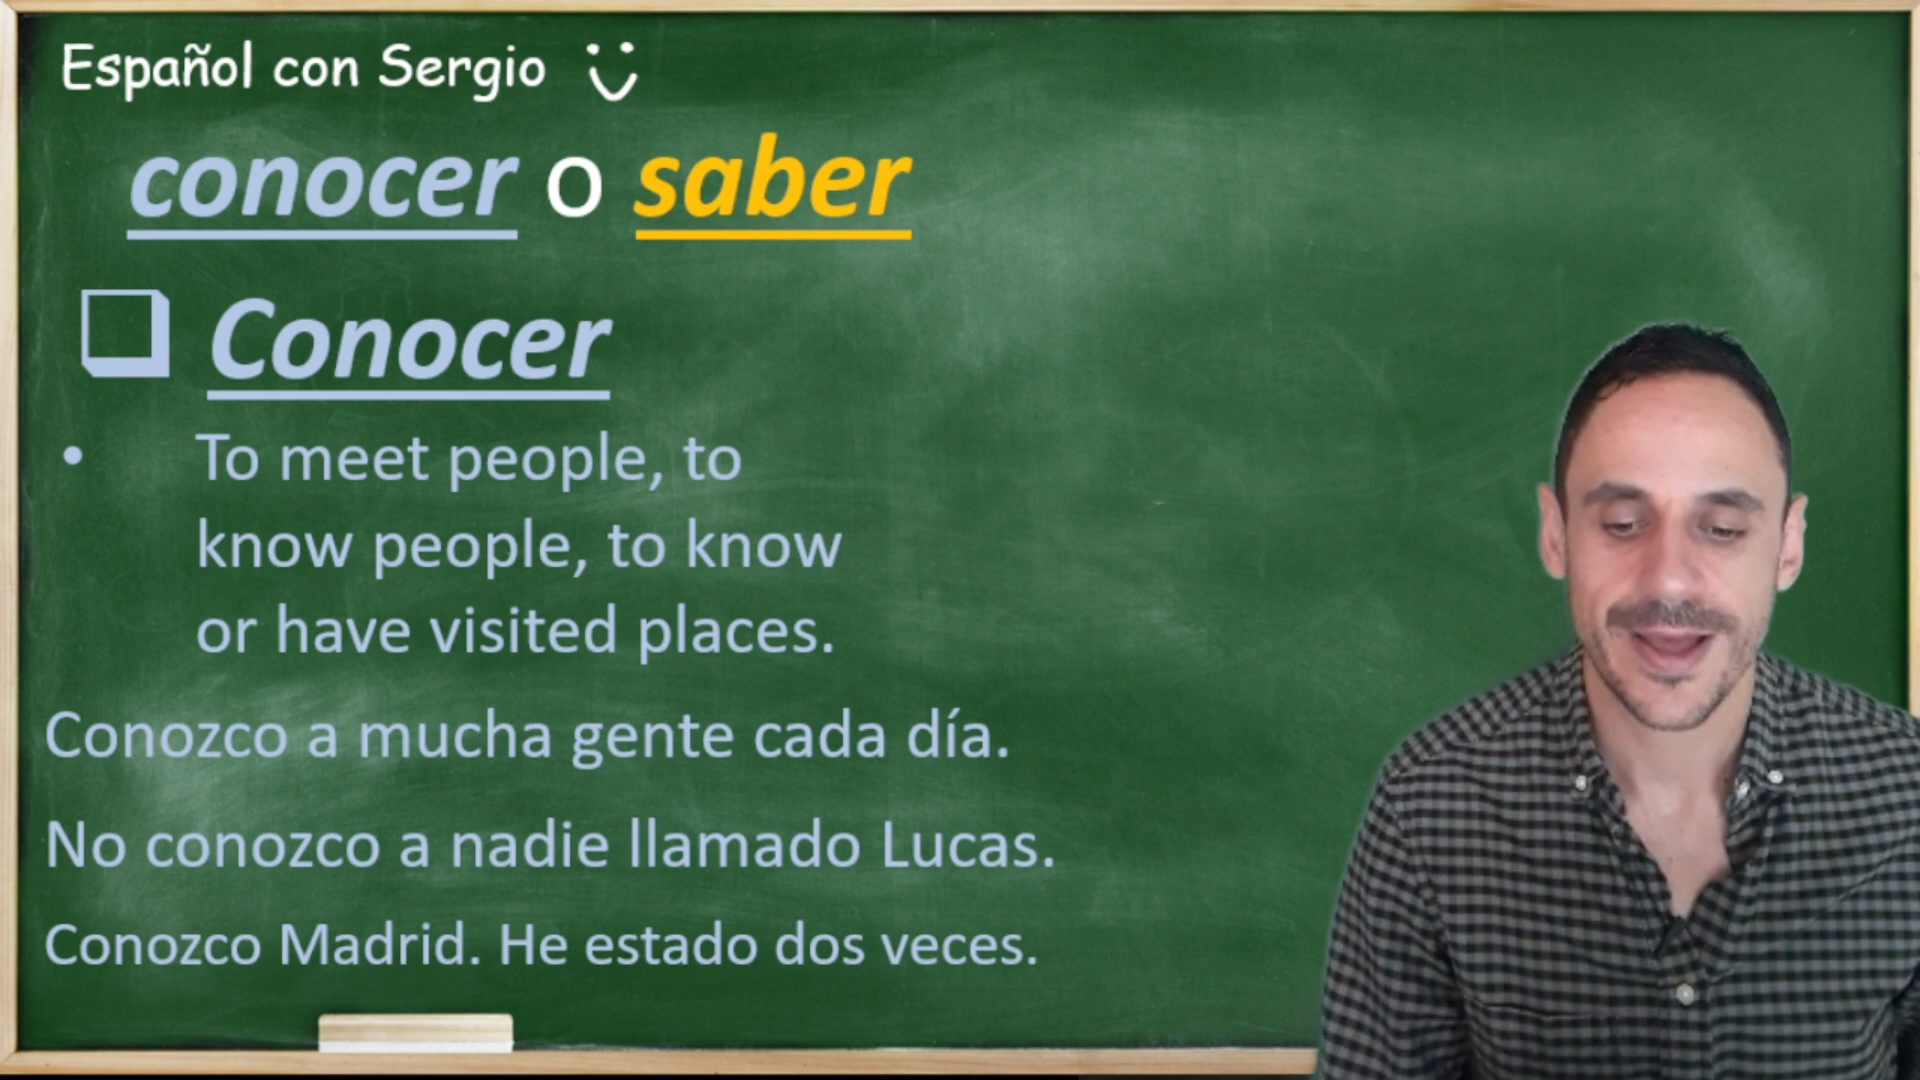 Español con Sergio
conocer o saber
Conocer
• To meet people, to
know people, to know
or have visited places.
Conozco a mucha gente cada día.
No conozco a nadie llamado Lucas.
Conozco Madrid. He estado dos veces.